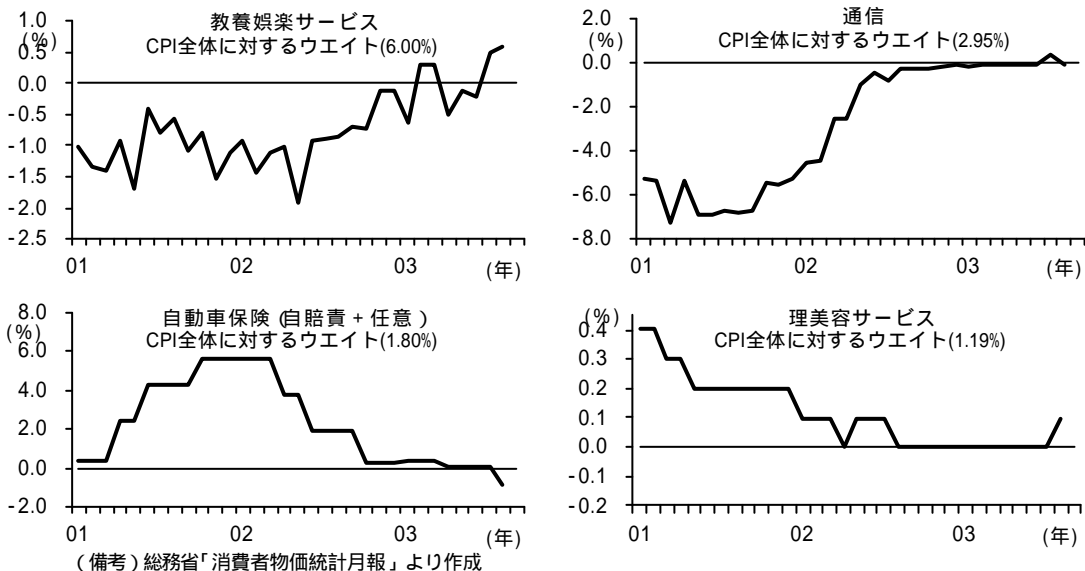 教養娯楽サービス
CPI全体に対するウエイト(6.00%)
(%)
1.0
0.5
0.0
-0.5
-1.0
-1.5
-2.0
-2.5
01 02 03 (年)
通信
CPI全体に対するウエイト(2.95%)
(%)
2.0
0.0
-2.0
-4.0
-6.0
-8.0
01 02 03 (年)
自動車保険(自賠責+任意)
CPI全体に対するウエイト(1.80%)
(%)
8.0
6.0
4.0
2.0
0.0
-2.0
01 02 03 (年)
理美容サービス
CPI全体に対するウエイト(1.19%)
(%)
0.4
0.3
0.2
0.1
0.0
-0.1
-0.2
01 02 03 (年)
(備考)総務省「消費者物価統計月報」より作成